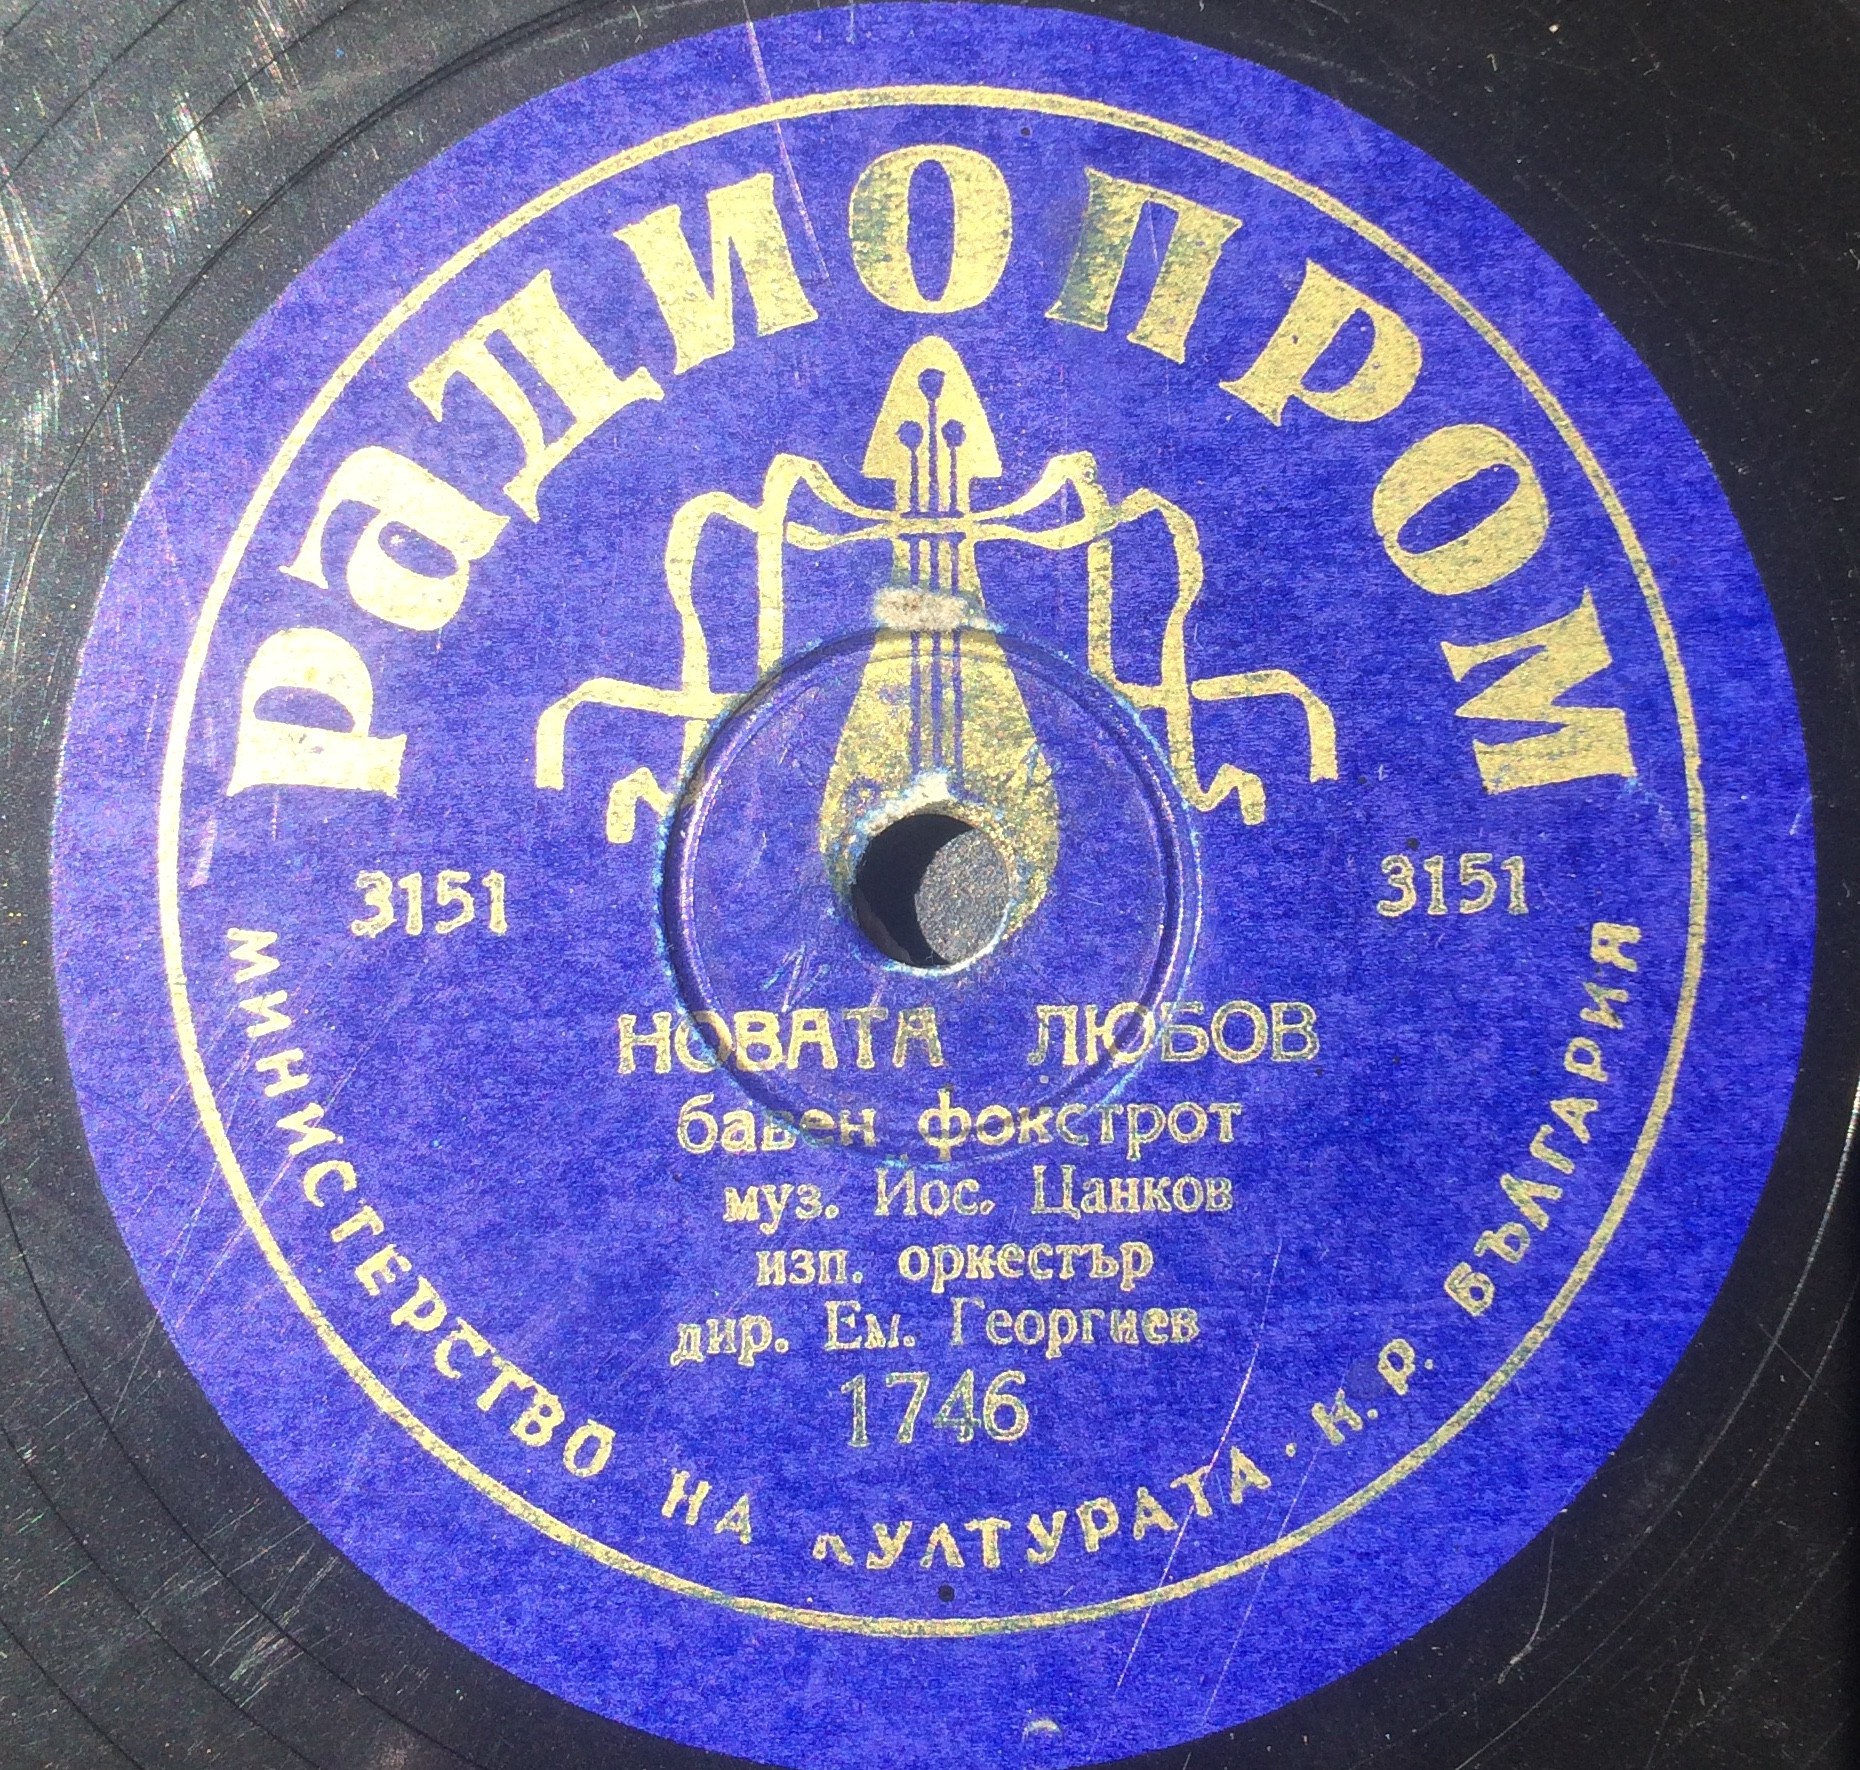 РАДИОПРОМ
3151 3151
НОВАТА ЛЮБОВ
бавен фокстрот
муз. Иос. Цанков
изп. оркестър
дир. Ем. Георгиев
1746
МИНИСТЕРСТВО НА КУЛТУРАТА · Н. Р. БЪЛГАРИЯ